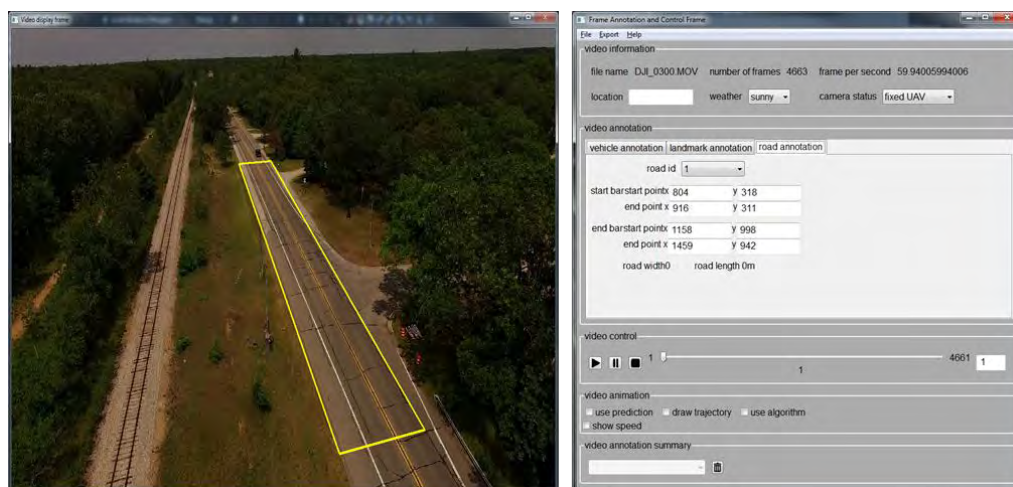 Video display frame
Frame Annotation and Control Frame
File Export Help
video information
file name DJI_0300.MOV number of frames 4663 frame per second 59.94005994006
location weather sunny camera status fixed UAV
video annotation
vehicle annotation landmark annotation road annotation
road id 1
start barstart pointx 804 y 318
end point x 916 y 311
end barstart pointx 1158 y 998
end point x 1459 y 942
road width0 road length 0m
video control
1 4661 1
1
video animation
use prediction draw trajectory use algorithm
show speed
video annotation summary